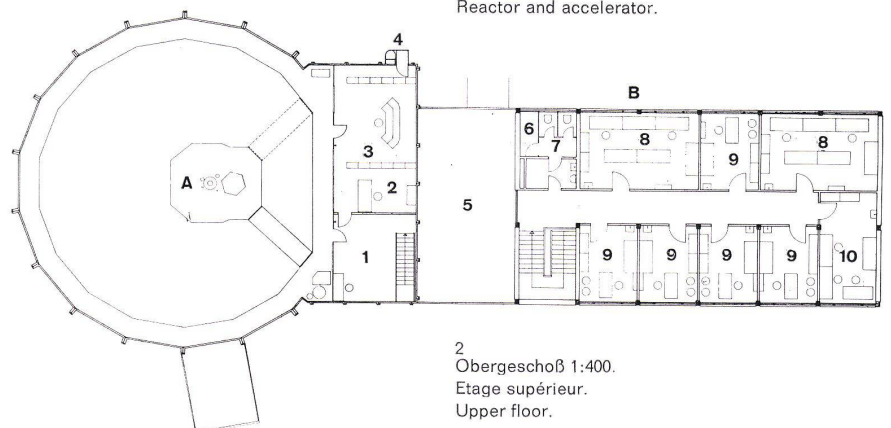 Reactor and accelerator.
4
B
6
7
8
9
8
3
A
2
5
1
9
9
9
9
10
2
Obergeschoß 1:400.
Etage supérieur.
Upper floor.